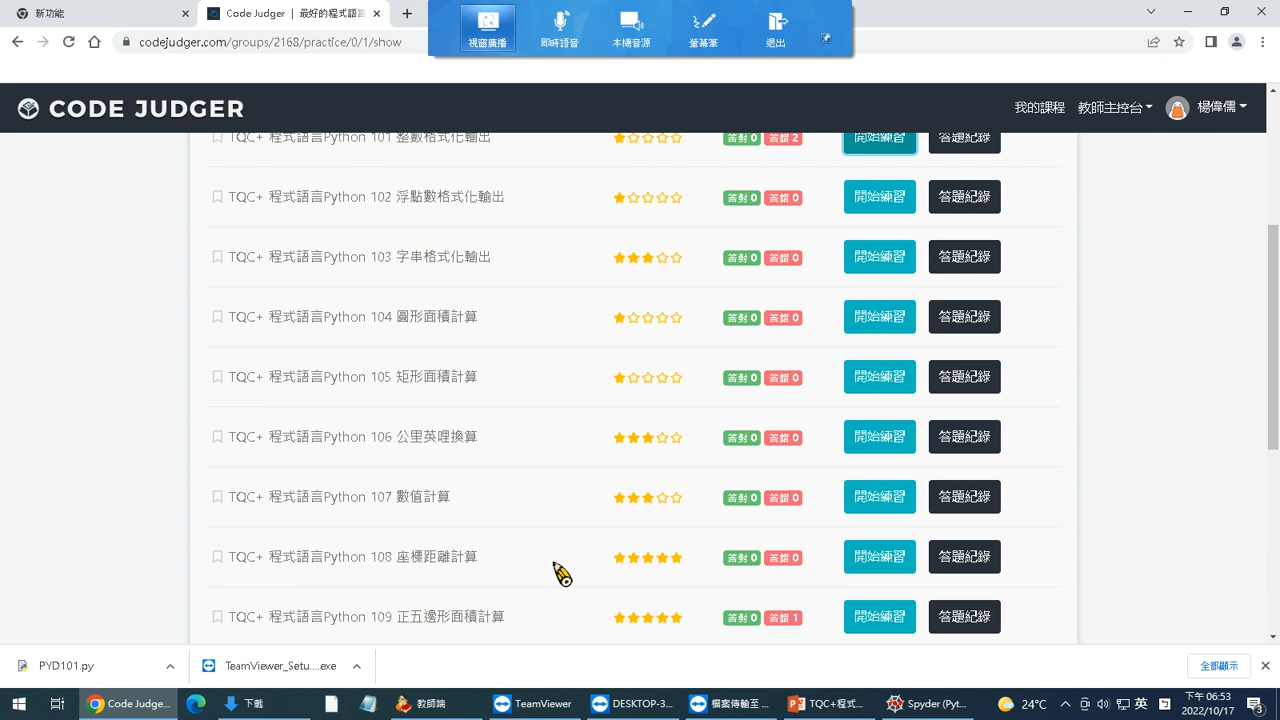 新功能
Code Judger | 最好的程式語言
codejudger.com/groups/2168/practice/0/1/show
視窗廣播
即時語音
本機音源
螢幕筆
退出
CODE JUDGER
我的課程
教師主控台
楊偉儒
TQC+ 程式語言Python 101 整數格式化輸出 答對 0 答錯 2 開始練習 答題紀錄
TQC+ 程式語言Python 102 浮點數格式化輸出 答對 0 答錯 0 開始練習 答題紀錄
TQC+ 程式語言Python 103 字串格式化輸出 答對 0 答錯 0 開始練習 答題紀錄
TQC+ 程式語言Python 104 圓形面積計算 答對 0 答錯 0 開始練習 答題紀錄
TQC+ 程式語言Python 105 矩形面積計算 答對 0 答錯 0 開始練習 答題紀錄
TQC+ 程式語言Python 106 公里英哩換算 答對 0 答錯 0 開始練習 答題紀錄
TQC+ 程式語言Python 107 數值計算 答對 0 答錯 0 開始練習 答題紀錄
TQC+ 程式語言Python 108 座標距離計算 答對 0 答錯 0 開始練習 答題紀錄
TQC+ 程式語言Python 109 正五邊形面積計算 答對 0 答錯 1 開始練習 答題紀錄
PYD101.py
TeamViewer_Setu....exe
全部顯示
Code Judge...
下載
教師端
TeamViewer
DESKTOP-3...
檔案傳輸至...
TQC+程式...
Spyder (Pyt...
24°C
英
下午 06:53
2022/10/17
3